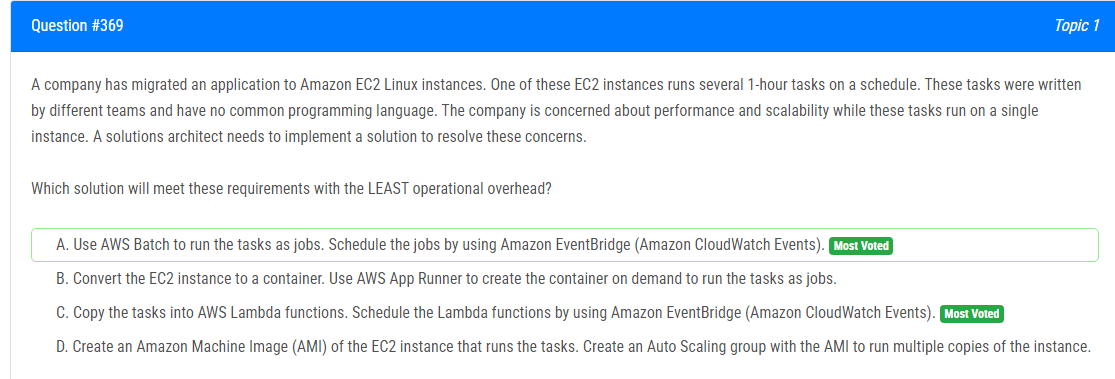 Question #369
Topic 1
A company has migrated an application to Amazon EC2 Linux instances. One of these EC2 instances runs several 1-hour tasks on a schedule. These tasks were written
by different teams and have no common programming language. The company is concerned about performance and scalability while these tasks run on a single
instance. A solutions architect needs to implement a solution to resolve these concerns.
Which solution will meet these requirements with the LEAST operational overhead?
A. Use AWS Batch to run the tasks as jobs. Schedule the jobs by using Amazon EventBridge (Amazon CloudWatch Events). Most Voted
B. Convert the EC2 instance to a container. Use AWS App Runner to create the container on demand to run the tasks as jobs.
C. Copy the tasks into AWS Lambda functions. Schedule the Lambda functions by using Amazon EventBridge (Amazon CloudWatch Events). Most Voted
D. Create an Amazon Machine Image (AMI) of the EC2 instance that runs the tasks. Create an Auto Scaling group with the AMI to run multiple copies of the instance.